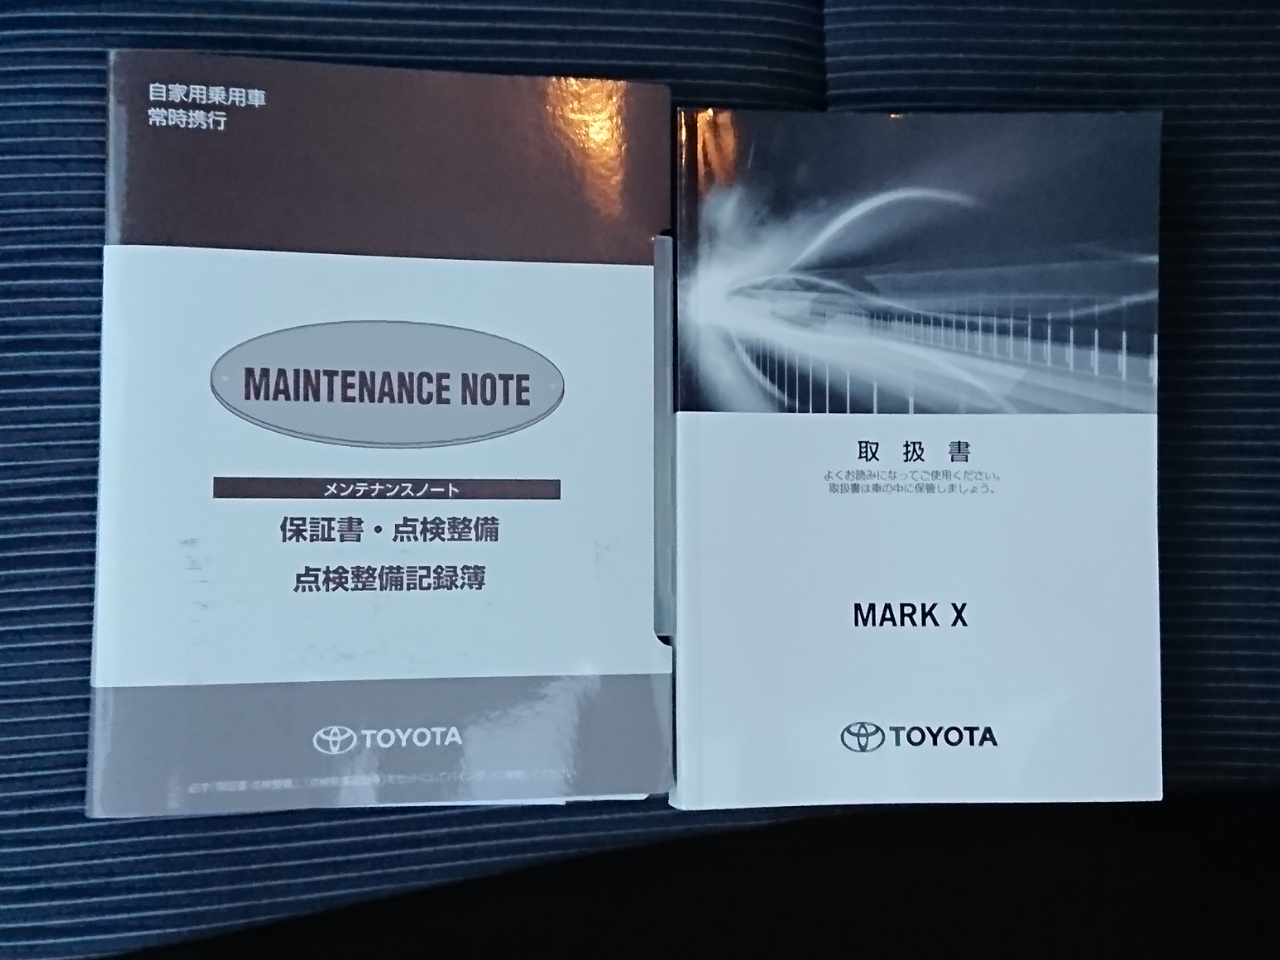 自家用乗用車
常時携行
MAINTENANCE NOTE
メンテナンスノート
保証書・点検整備
点検整備記録簿
TOYOTA
取扱書
よくお読みになってご使用ください。
取扱書は車の中に保管しましょう。
MARK X
TOYOTA